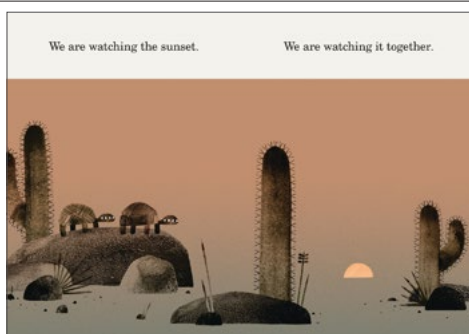 We are watching the sunset.
We are watching it together.